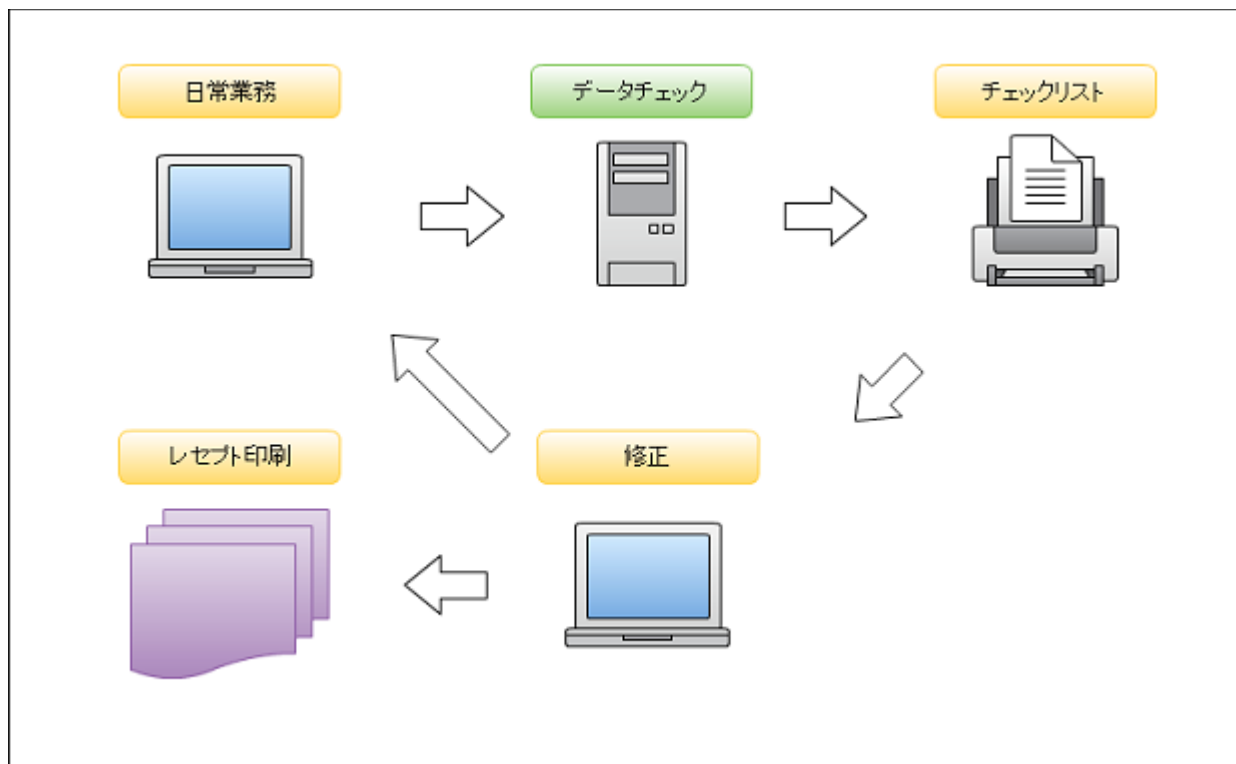 日常業務
データチェック
チェックリスト
レセプト印刷
修正